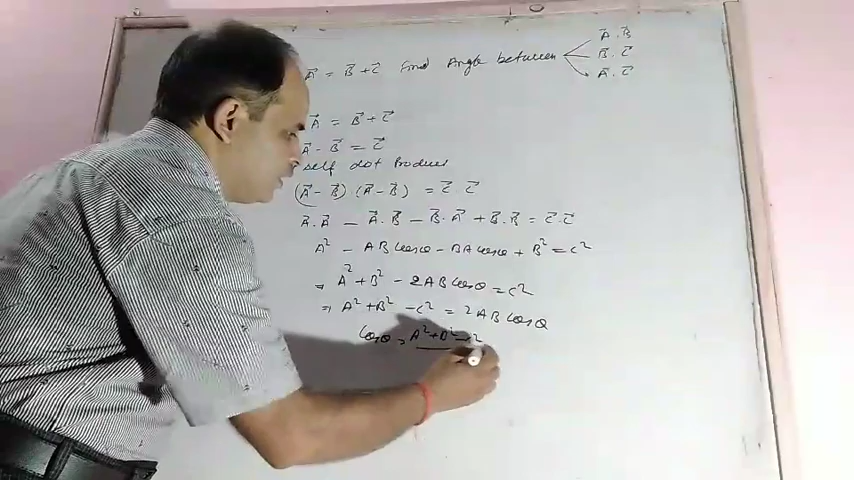 A⃗ = B⃗ + C⃗ Find Angle between A⃗ . B⃗
B⃗ . C⃗
A⃗ . C⃗
A⃗ = B⃗ + C⃗
A⃗ - B⃗ = C⃗
self dot Product
(A⃗ - B⃗) (A⃗ - B⃗) = C⃗ . C⃗
A⃗ . A⃗ - A⃗ . B⃗ - B⃗ . A⃗ + B⃗ . B⃗ = C⃗ . C⃗
A² - AB cosθ - BA cosθ + B² = C²
= A² + B² - 2AB cosθ = C²
= A² + B² - C² = 2AB cosθ
cosθ = A² + B² - C²